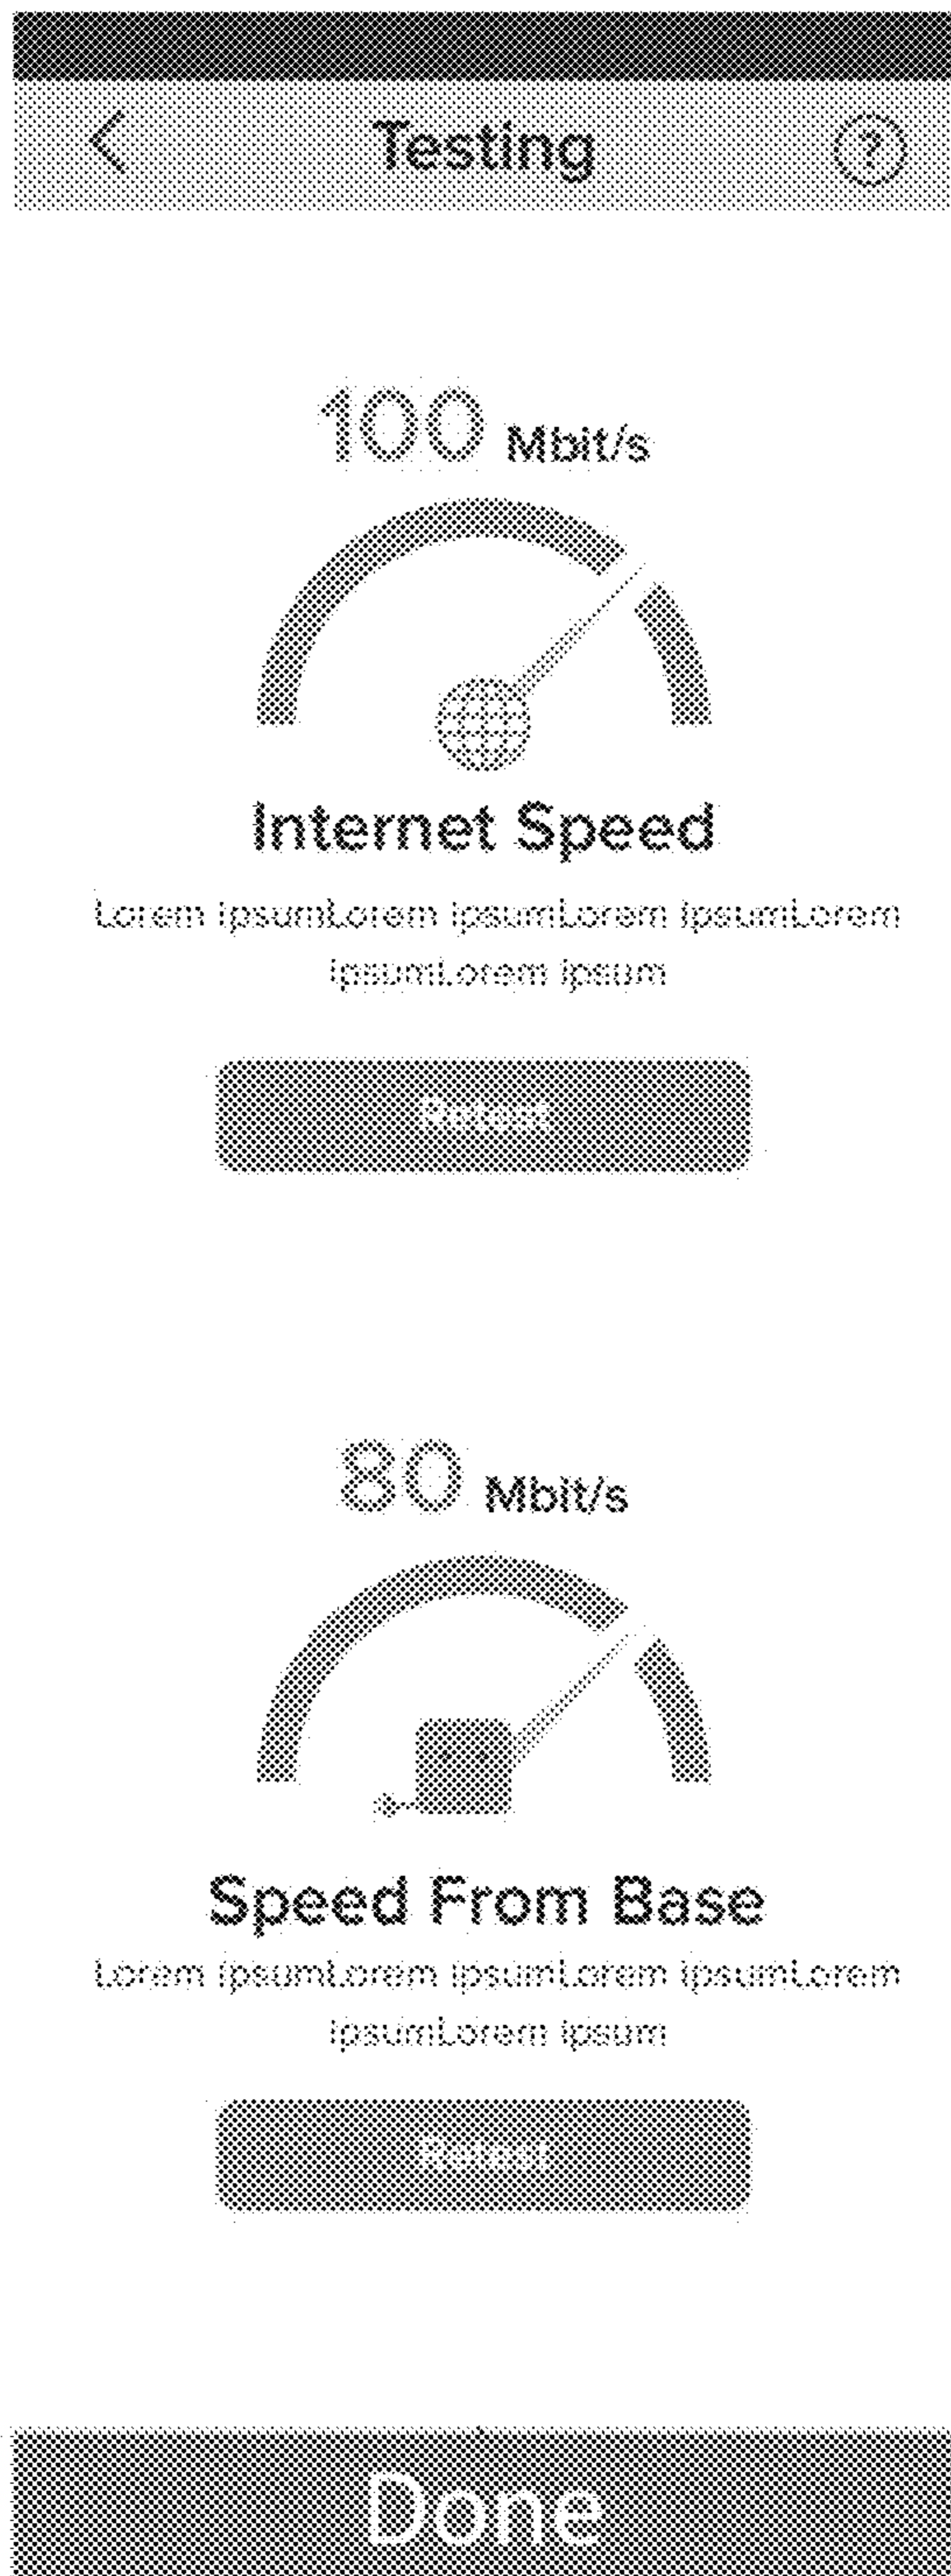 Testing
?
100 Mbit/s
Internet Speed
Lorem ipsumLorem ipsumLorem ipsumLorem
ipsumLorem ipsum
Retest
80 Mbit/s
Speed From Base
Lorem ipsumLorem ipsumLorem ipsumLorem
ipsumLorem ipsum
Retest
Done